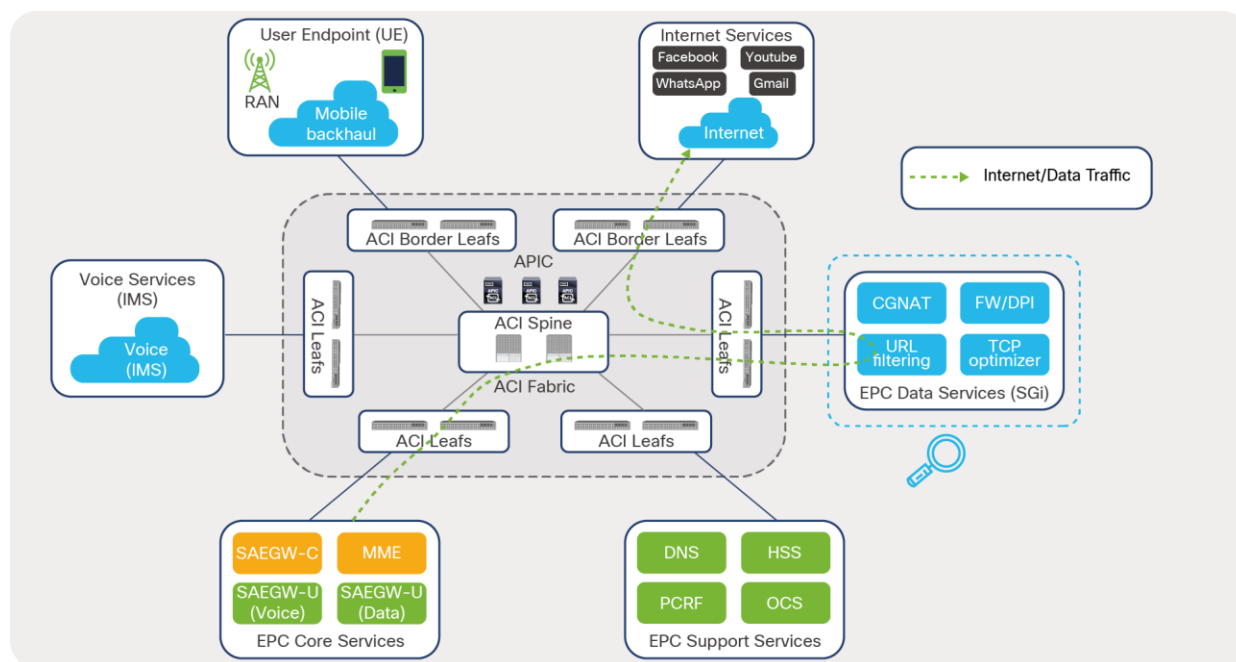 User Endpoint (UE)
RAN
Mobile
backhaul
Internet Services
Facebook
Youtube
WhatsApp
Gmail
Internet
Internet/Data Traffic
ACI Border Leafs
ACI Border Leafs
APIC
Voice Services
(IMS)
Voice
(IMS)
ACI Leafs
ACI Spine
ACI Fabric
ACI Leafs
CGNAT
FW/DPI
URL
filtering
TCP
optimizer
EPC Data Services (SGi)
ACI Leafs
ACI Leafs
SAEGW-C
MME
SAEGW-U
(Voice)
SAEGW-U
(Data)
EPC Core Services
DNS
HSS
PCRF
OCS
EPC Support Services